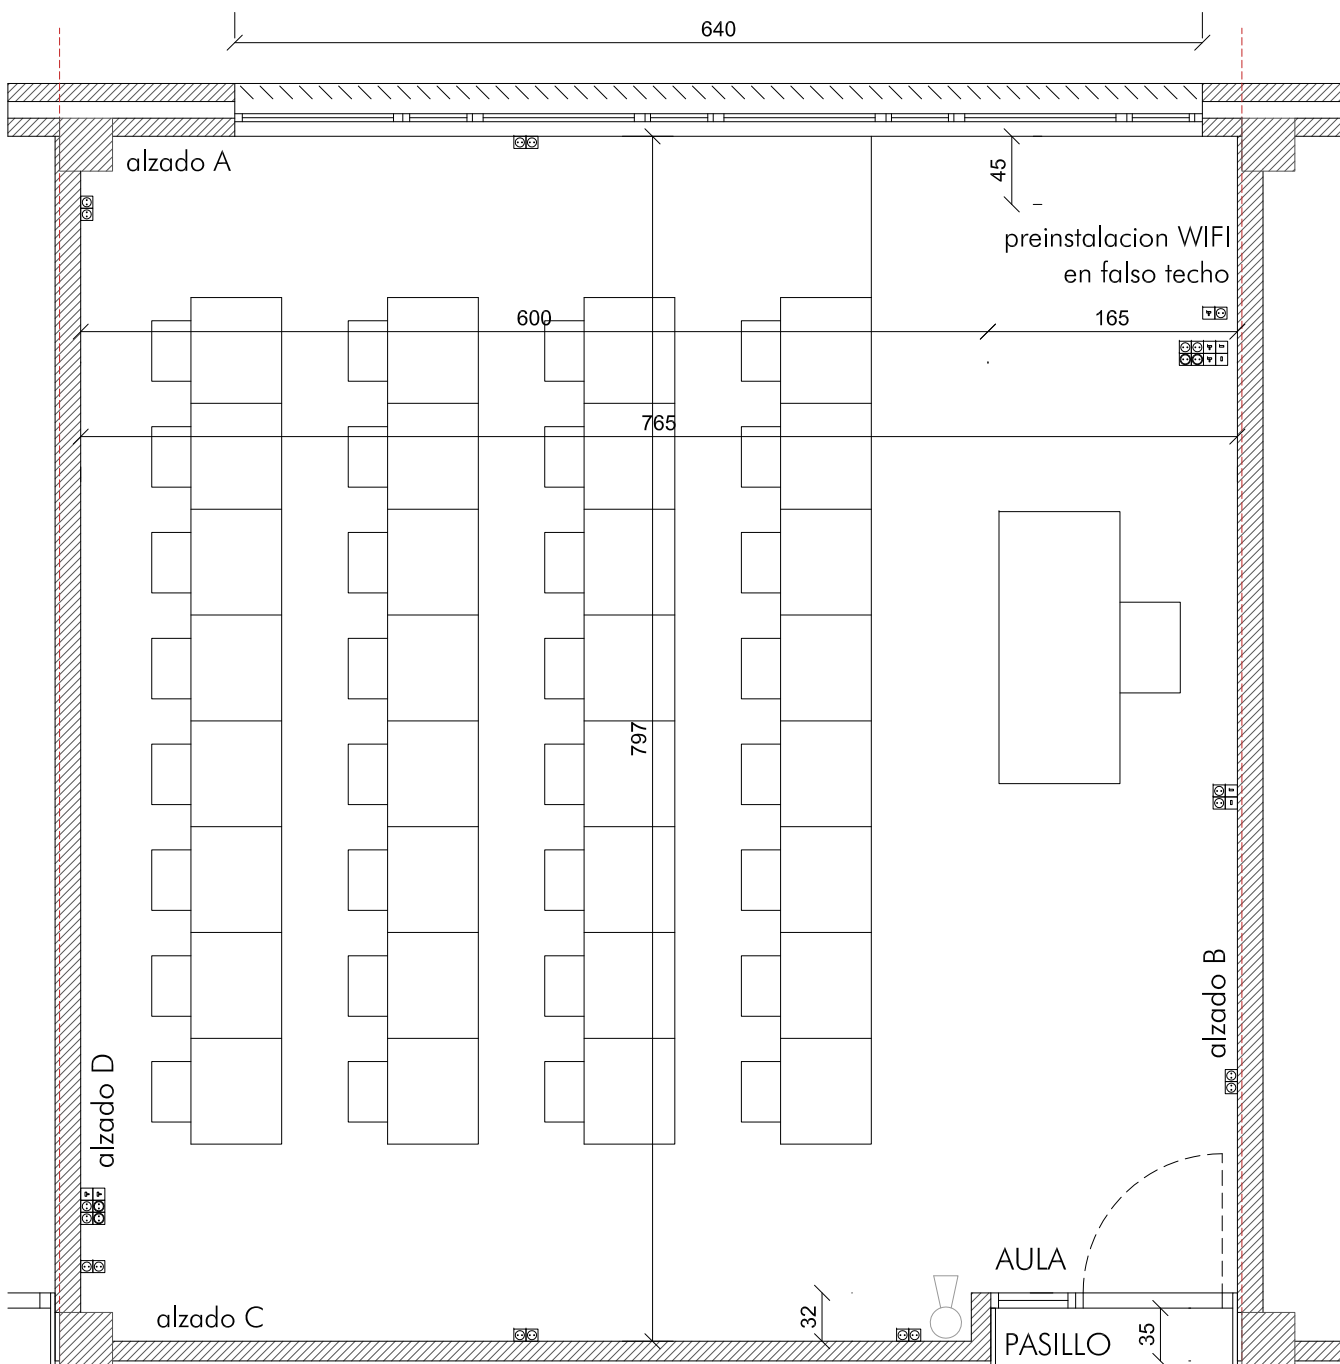 640
alzado A
45
preinstalacion WIFI
en falso techo
600
165
765
797
alzado B
alzado D
AULA
alzado C
32
PASILLO
35